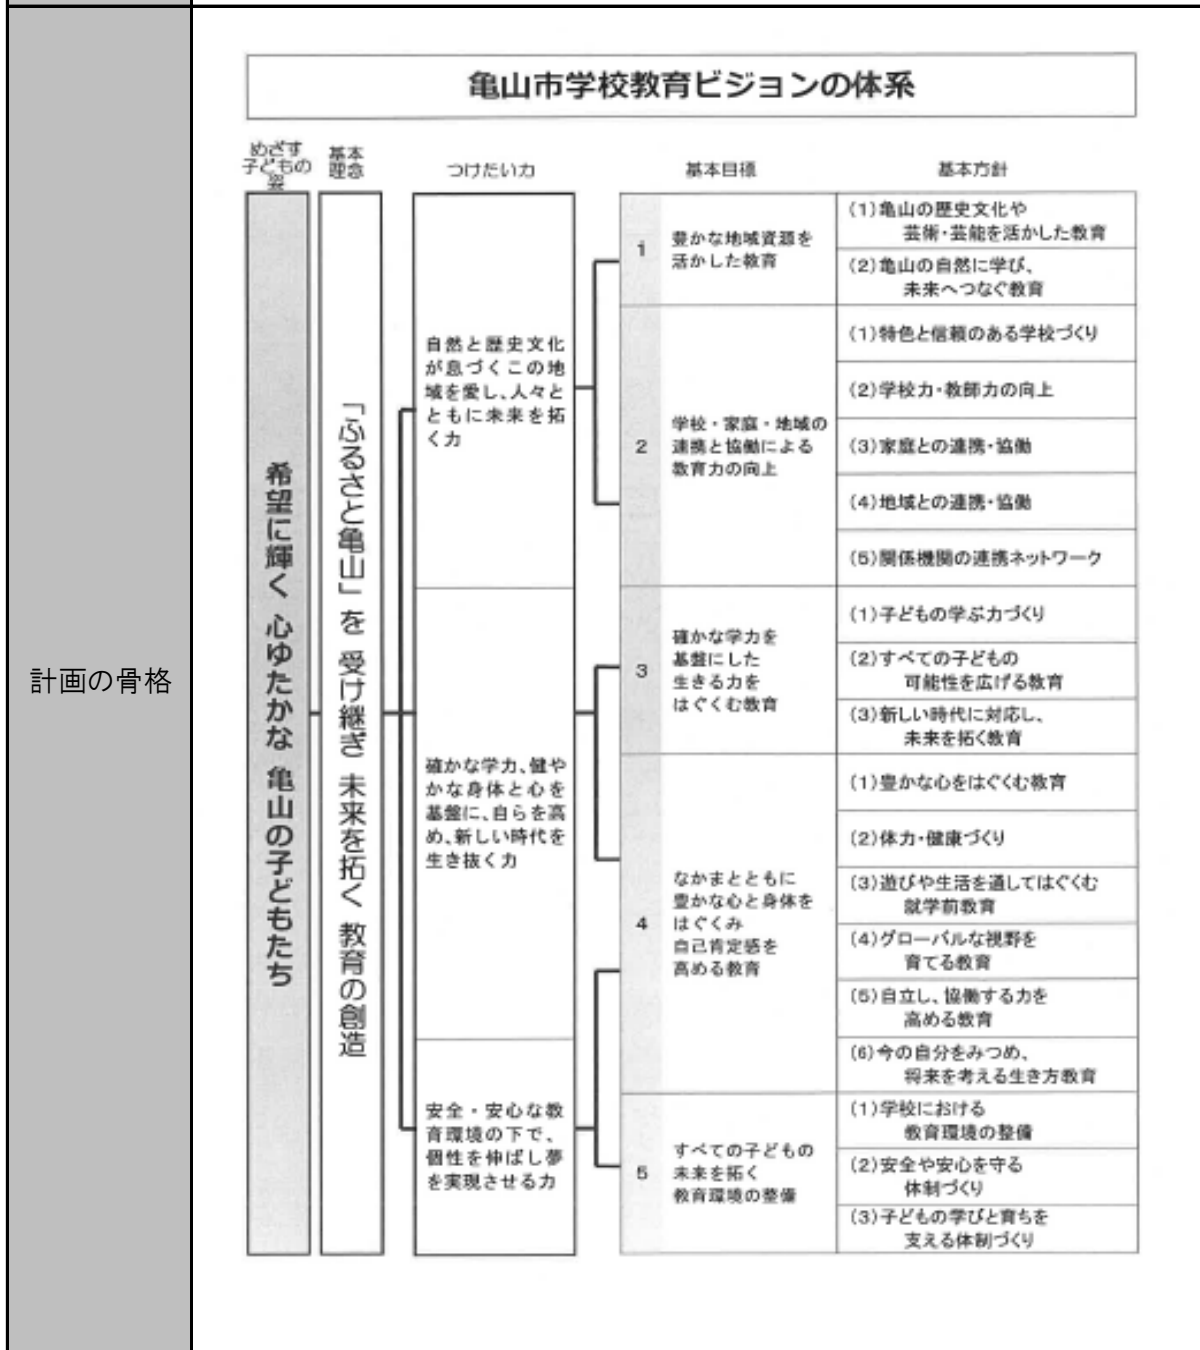 計画の骨格
亀山市学校教育ビジョンの体系
めざす
子どもの
姿
基本
理念
つけたい力
基本目標
基本方針
希望に輝く 心ゆたかな 亀山の子どもたち
「ふるさと亀山」を 受け継ぎ 未来を拓く 教育の創造
自然と歴史文化
が息づくこの地
域を愛し、人々と
ともに未来を拓
く力
確かな学力、健や
かな身体と心を
基盤に、自らを高
め、新しい時代を
生き抜く力
安全・安心な教
育環境の下で、
個性を伸ばし夢
を実現させる力
1
豊かな地域資源を
活かした教育
(1)亀山の歴史文化や
芸術・芸能を活かした教育
(2)亀山の自然に学び、
未来へつなぐ教育
2
学校・家庭・地域の
連携と協働による
教育力の向上
(1)特色と信頼のある学校づくり
(2)学校力・教師力の向上
(3)家庭との連携・協働
(4)地域との連携・協働
(5)関係機関の連携ネットワーク
3
確かな学力を
基盤にした
生きる力を
はぐくむ教育
(1)子どもの学ぶ力づくり
(2)すべての子どもの
可能性を広げる教育
(3)新しい時代に対応し、
未来を拓く教育
4
なかまとともに
豊かな心と身体を
はぐくみ
自己肯定感を
高める教育
(1)豊かな心をはぐくむ教育
(2)体力・健康づくり
(3)遊びや生活を通してはぐくむ
就学前教育
(4)グローバルな視野を
育てる教育
(5)自立し、協働する力を
高める教育
(6)今の自分をみつめ、
将来を考える生き方教育
5
すべての子どもの
未来を拓く
教育環境の整備
(1)学校における
教育環境の整備
(2)安全や安心を守る
体制づくり
(3)子どもの学びと育ちを
支える体制づくり